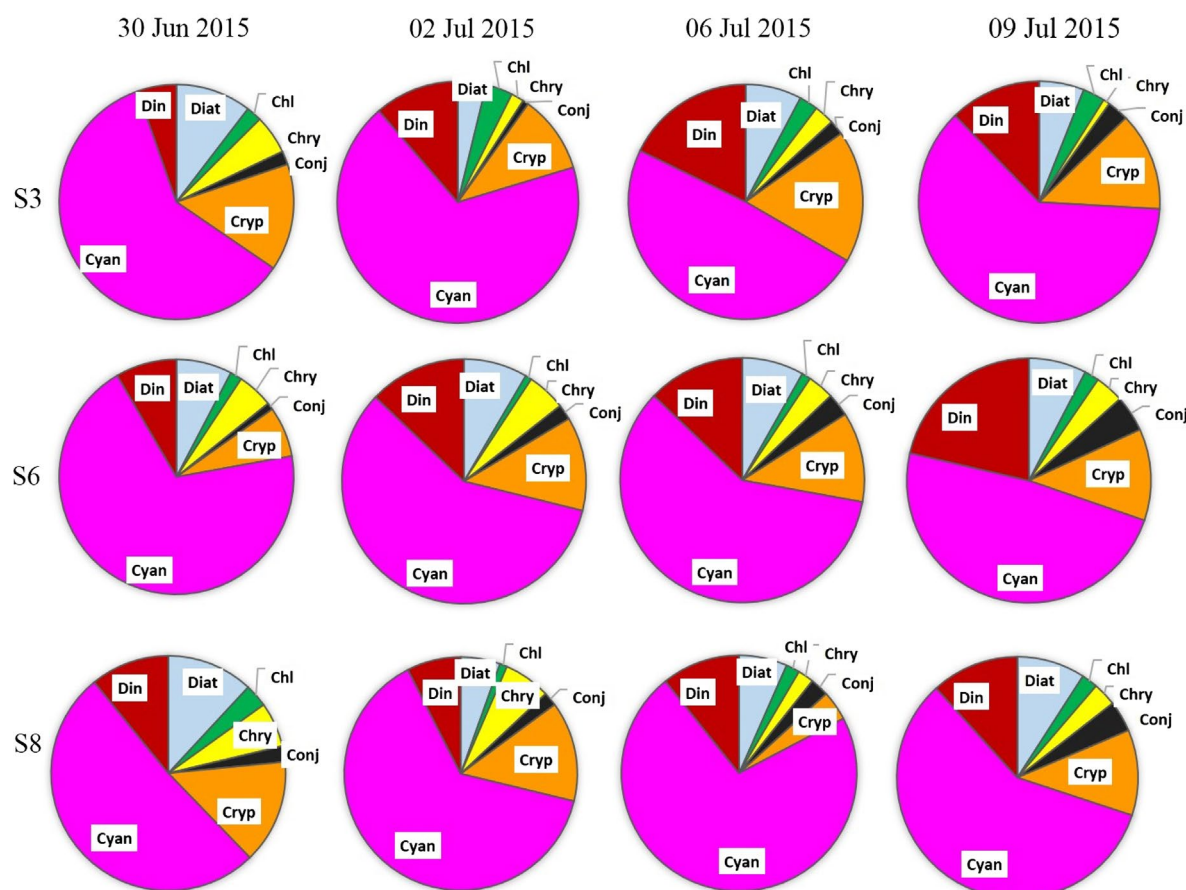 30 Jun 2015 02 Jul 2015 06 Jul 2015 09 Jul 2015
S3
Din Diat Chl Chry Conj Cryp Cyan
Din Diat Chl Chry Conj Cryp Cyan
Din Diat Chl Chry Conj Cryp Cyan
Din Diat Chl Chry Conj Cryp Cyan
S6
Din Diat Chl Chry Conj Cryp Cyan
Din Diat Chl Chry Conj Cryp Cyan
Din Diat Chl Chry Conj Cryp Cyan
Din Diat Chl Chry Conj Cryp Cyan
S8
Din Diat Chl Chry Conj Cryp Cyan
Din Diat Chl Chry Conj Cryp Cyan
Din Diat Chl Chry Conj Cryp Cyan
Din Diat Chl Chry Conj Cryp Cyan